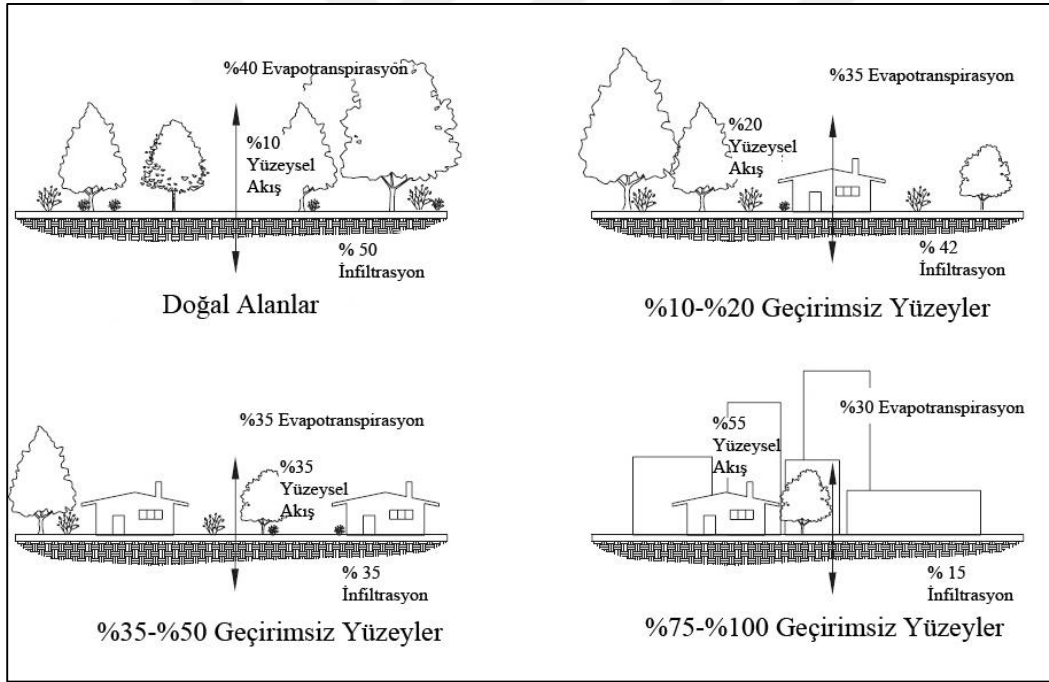 %40 Evapotranspirasyon
%10
Yüzeysel
Akış
% 50
İnfiltrasyon
Doğal Alanlar
%35 Evapotranspirasyon
%20
Yüzeysel
Akış
% 42
İnfiltrasyon
%10-%20 Geçirimsiz Yüzeyler
%35 Evapotranspirasyon
%35
Yüzeysel
Akış
% 35
İnfiltrasyon
%35-%50 Geçirimsiz Yüzeyler
%30 Evapotranspirasyon
%55
Yüzeysel
Akış
% 15
İnfiltrasyon
%75-%100 Geçirimsiz Yüzeyler